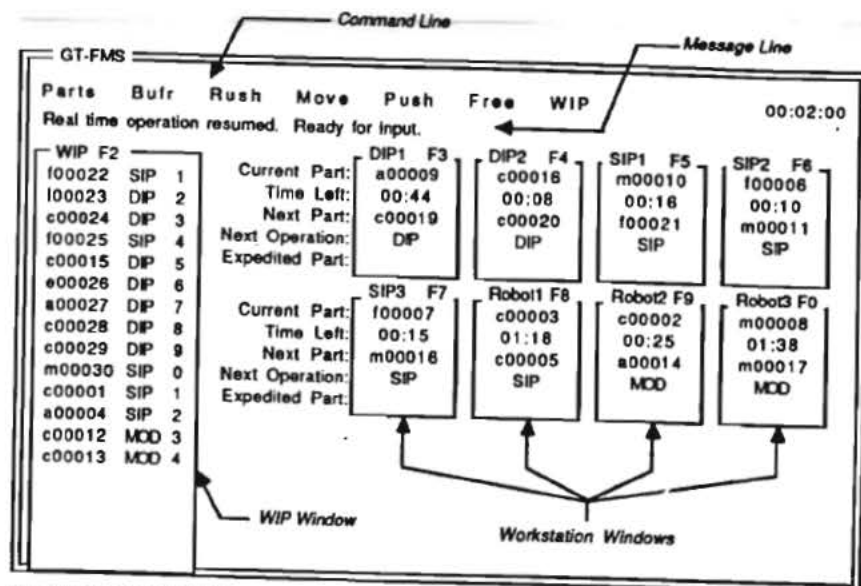 Command Line
Message Line
GT-FMS
Parts Bufr Rush Move Push Free WIP 00:02:00
Real time operation resumed. Ready for input.
WIP F2
f00022 SIP 1
l00023 DIP 2
c00024 DIP 3
f00025 SIP 4
c00015 DIP 5
e00026 DIP 6
a00027 DIP 7
c00028 DIP 8
c00029 DIP 9
m00030 SIP 0
c00001 SIP 1
a00004 SIP 2
c00012 MOD 3
c00013 MOD 4
DIP1 F3 DIP2 F4 SIP1 F5 SIP2 F6
Current Part: a00009 c00016 m00010 f00006
Time Left: 00:44 00:08 00:16 00:10
Next Part: c00019 c00020 f00021 m00011
Next Operation: DIP DIP SIP SIP
Expedited Part:
SIP3 F7 Robot1 F8 Robot2 F9 Robot3 F0
Current Part: f00007 c00003 c00002 m00008
Time Left: 00:15 01:18 00:25 01:38
Next Part: m00016 c00005 a00014 m00017
Next Operation: SIP SIP MOD MOD
Expedited Part:
WIP Window
Workstation Windows